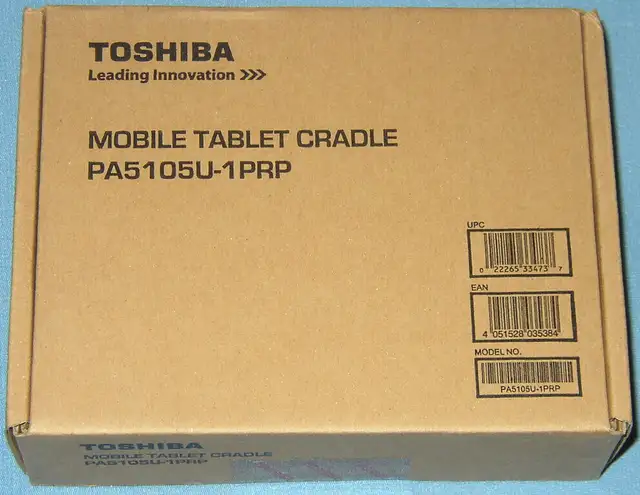 TOSHIBA
Leading Innovation >>>
MOBILE TABLET CRADLE
PA5105U-1PRP
UPC
0 22265 33473 7
EAN
4 051528 035384
MODEL NO.
PA5105U-1PRP
TOSHIBA
MOBILE TABLET CRADLE
PA5105U-1PRP